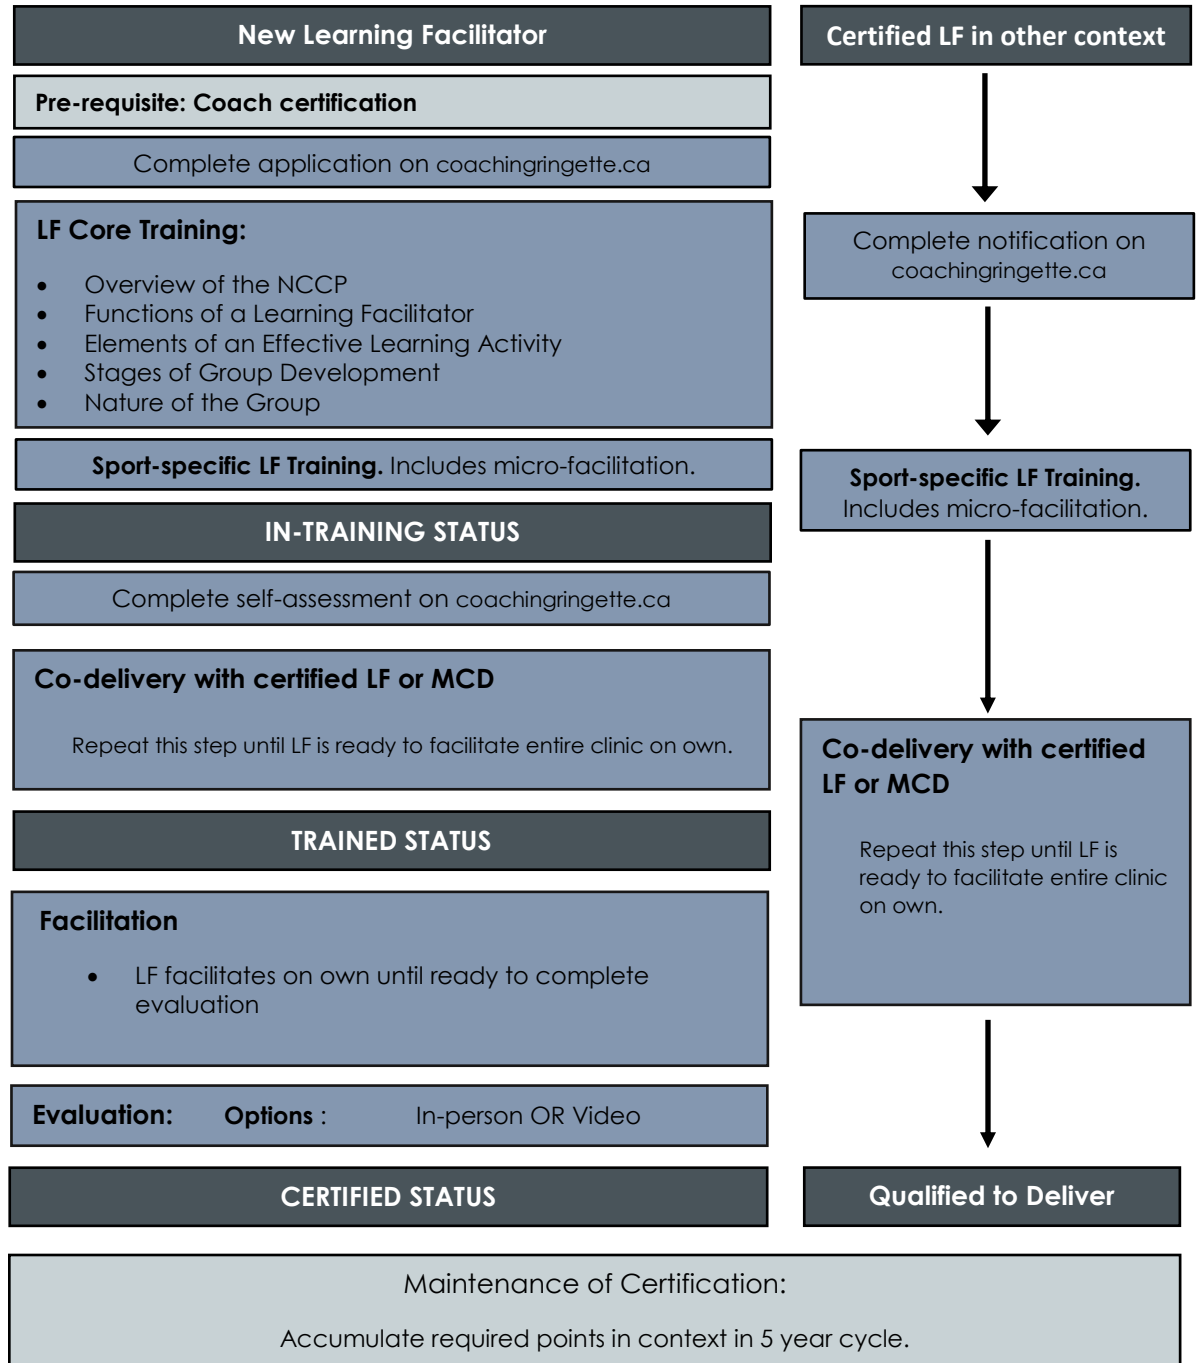 New Learning Facilitator
Pre-requisite: Coach certification
Complete application on coachingringette.ca
LF Core Training:
• Overview of the NCCP
• Functions of a Learning Facilitator
• Elements of an Effective Learning Activity
• Stages of Group Development
• Nature of the Group
Sport-specific LF Training. Includes micro-facilitation.
IN-TRAINING STATUS
Complete self-assessment on coachingringette.ca
Co-delivery with certified LF or MCD
Repeat this step until LF is ready to facilitate entire clinic on own.
TRAINED STATUS
Facilitation
• LF facilitates on own until ready to complete
evaluation
Evaluation: Options : In-person OR Video
CERTIFIED STATUS
Certified LF in other context
Complete notification on
coachingringette.ca
Sport-specific LF Training.
Includes micro-facilitation.
Co-delivery with certified
LF or MCD
Repeat this step until LF is
ready to facilitate entire clinic
on own.
Qualified to Deliver
Maintenance of Certification:
Accumulate required points in context in 5 year cycle.